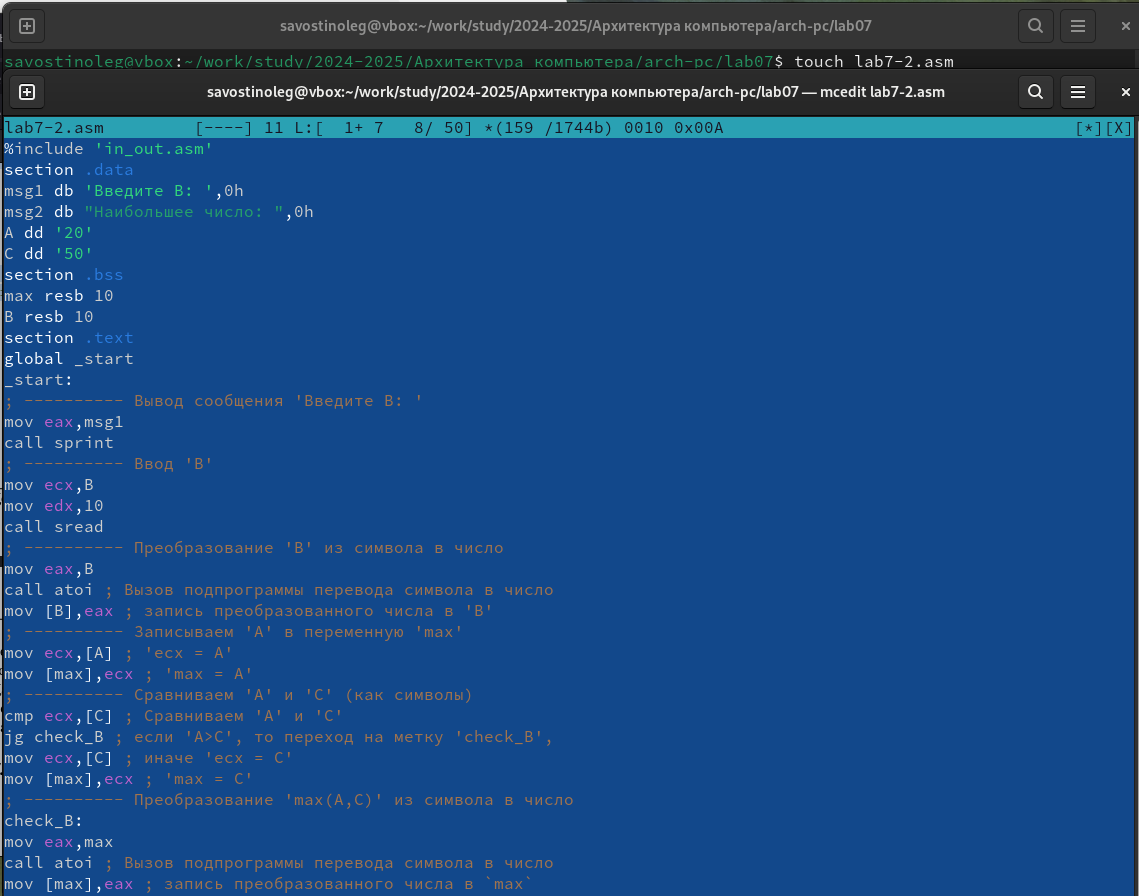 savostinoleg@vbox:~/work/study/2024-2025/Архитектура компьютера/arch-pc/lab07
savostinoleg@vbox:~/work/study/2024-2025/Архитектура компьютера/arch-pc/lab07$ touch lab7-2.asm
savostinoleg@vbox:~/work/study/2024-2025/Архитектура компьютера/arch-pc/lab07 — mcedit lab7-2.asm
lab7-2.asm         [----] 11 L:[  1+ 7   8/ 50] *(159 /1744b) 0010 0x00A                                   [*][X]
%include 'in_out.asm'
section .data
msg1 db 'Введите B: ',0h
msg2 db "Наибольшее число: ",0h
A dd '20'
C dd '50'
section .bss
max resb 10
B resb 10
section .text
global _start
_start:
; ---------- Вывод сообщения 'Введите B: '
mov eax,msg1
call sprint
; ---------- Ввод 'B'
mov ecx,B
mov edx,10
call sread
; ---------- Преобразование 'B' из символа в число
mov eax,B
call atoi ; Вызов подпрограммы перевода символа в число
mov [B],eax ; запись преобразованного числа в 'B'
; ---------- Записываем 'A' в переменную 'max'
mov ecx,[A] ; 'ecx = A'
mov [max],ecx ; 'max = A'
; ---------- Сравниваем 'A' и 'С' (как символы)
cmp ecx,[C] ; Сравниваем 'A' и 'С'
jg check_B ; если 'A>C', то переход на метку 'check_B',
mov ecx,[C] ; иначе 'ecx = C'
mov [max],ecx ; 'max = C'
; ---------- Преобразование 'max(A,C)' из символа в число
check_B:
mov eax,max
call atoi ; Вызов подпрограммы перевода символа в число
mov [max],eax ; запись преобразованного числа в `max`